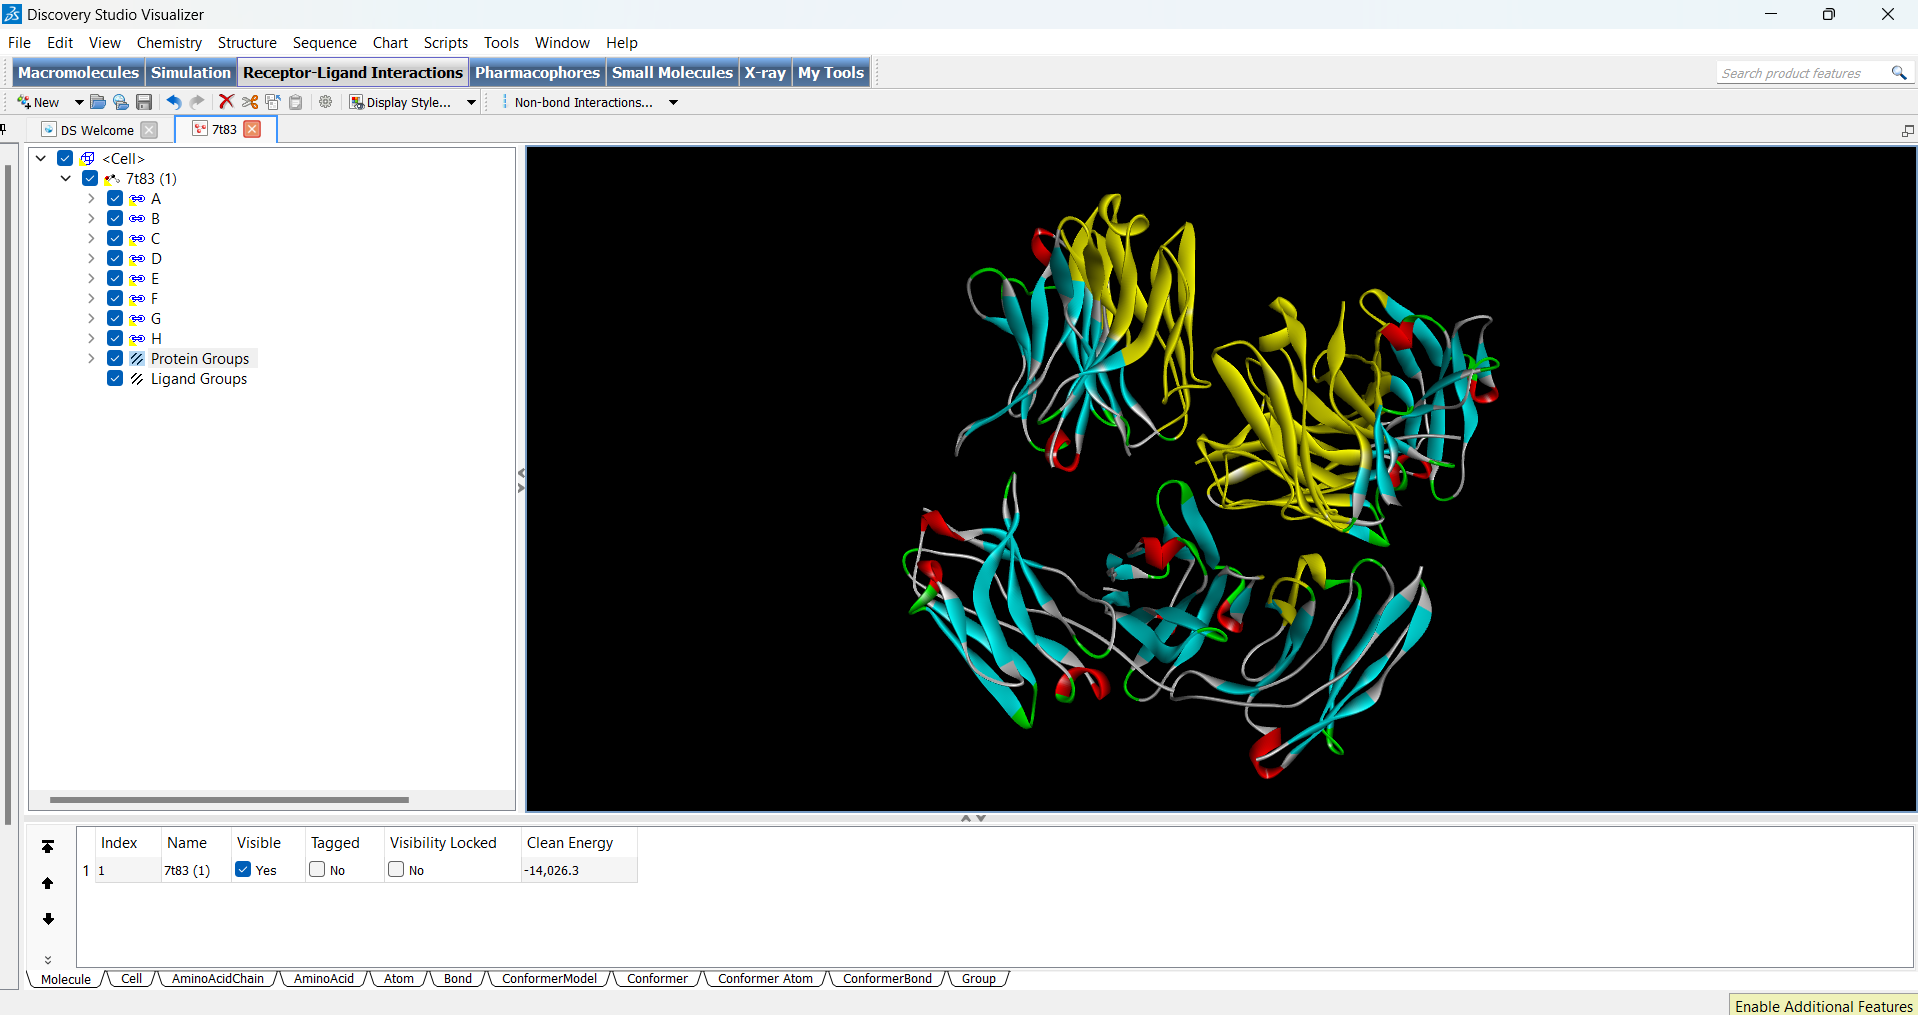 Discovery Studio Visualizer
File Edit View Chemistry Structure Sequence Chart Scripts Tools Window Help
Macromolecules Simulation Receptor-Ligand Interactions Pharmacophores Small Molecules X-ray My Tools
Search product features
New Display Style... Non-bond Interactions...
DS Welcome 7t83
<Cell>
7t83 (1)
A
B
C
D
E
F
G
H
Protein Groups
Ligand Groups
Index Name Visible Tagged Visibility Locked Clean Energy
1 1 7t83 (1) Yes No No -14,026.3
Molecule Cell AminoAcidChain AminoAcid Atom Bond ConformerModel Conformer Conformer Atom ConformerBond Group
Enable Additional Features